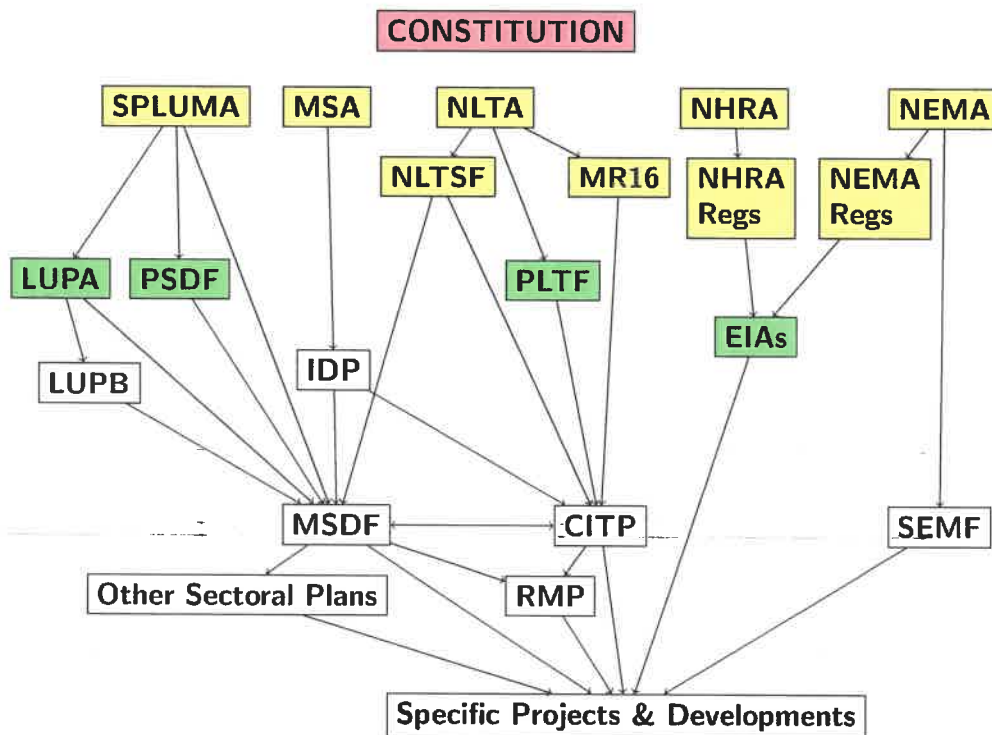 CONSTITUTION
SPLUMA
MSA
NLTA
NHRA
NEMA
NLTSF
MR16
NHRA
Regs
NEMA
Regs
LUPA
PSDF
PLTF
EIAs
LUPB
IDP
MSDF
CITP
SEMF
Other Sectoral Plans
RMP
Specific Projects & Developments